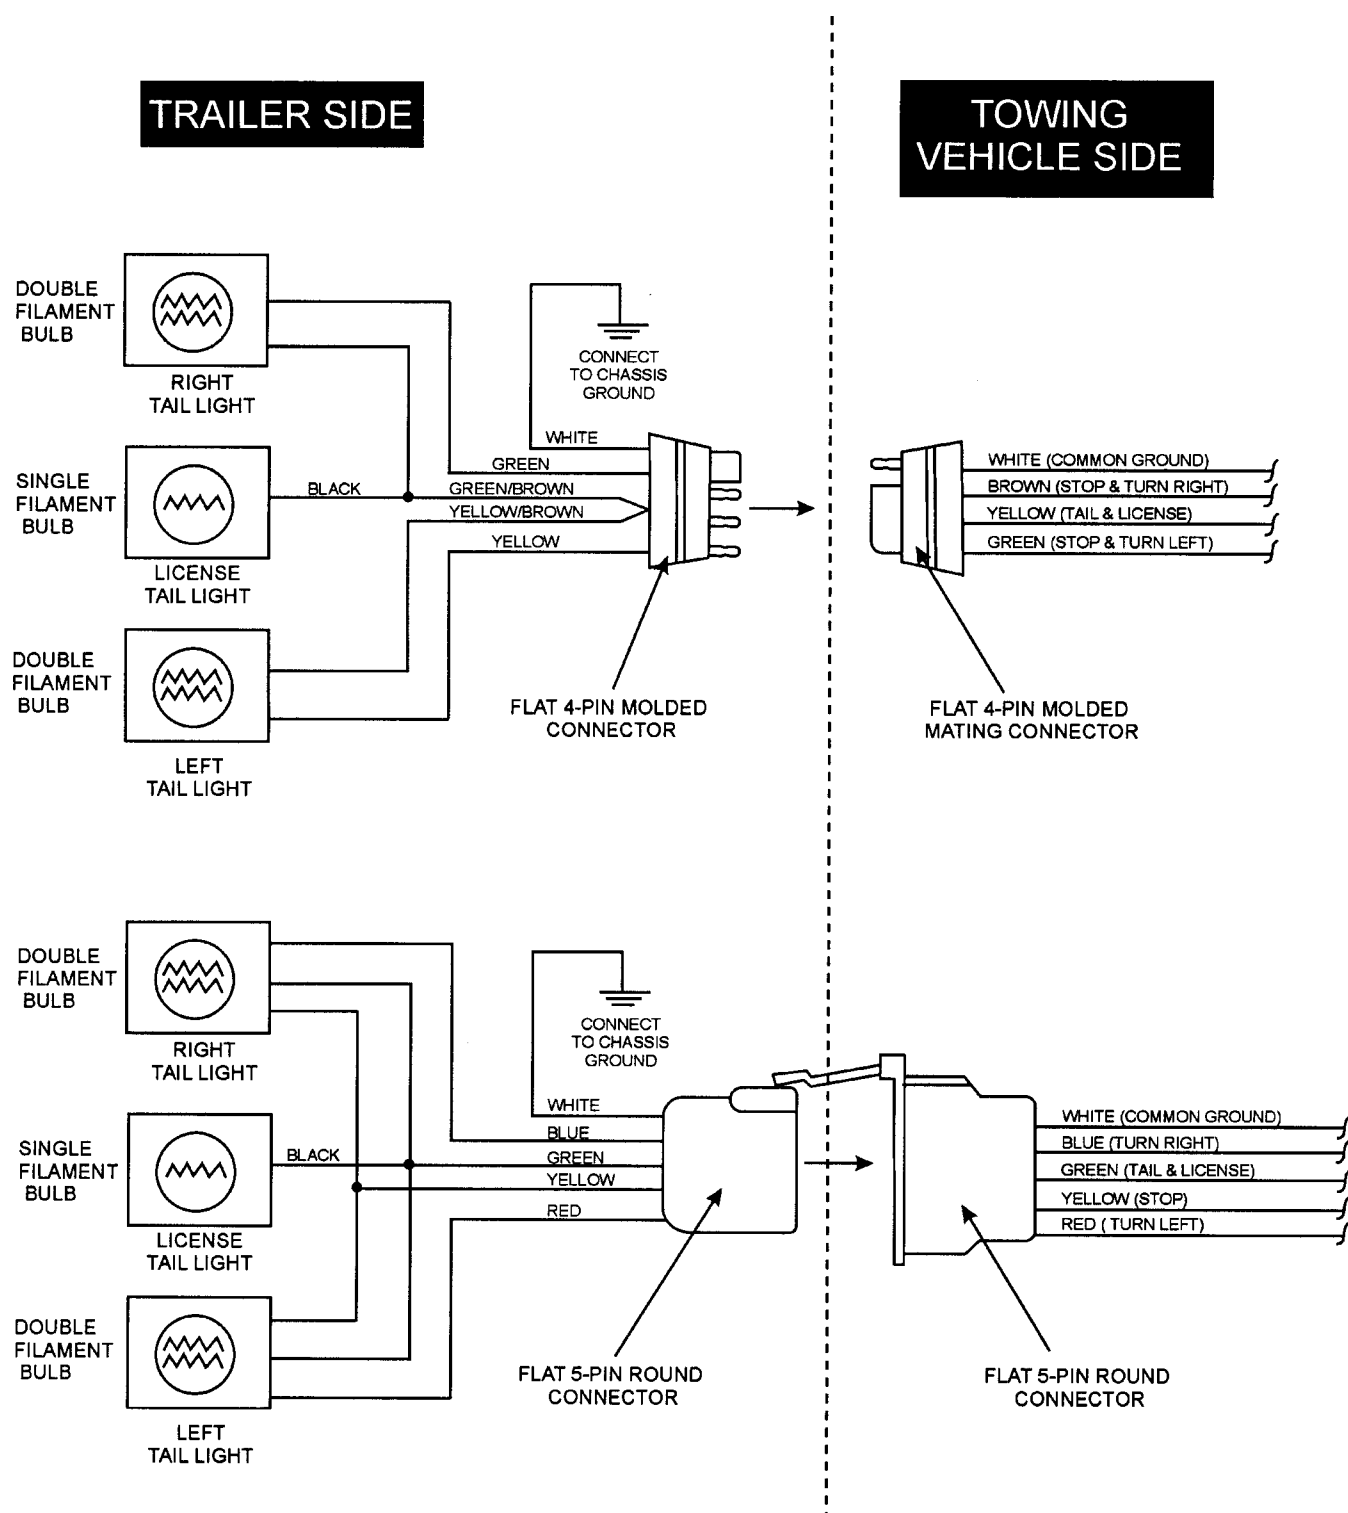 TRAILER SIDE
TOWING
VEHICLE SIDE
DOUBLE
FILAMENT
BULB
RIGHT
TAIL LIGHT
CONNECT
TO CHASSIS
GROUND
WHITE
GREEN
GREEN/BROWN
YELLOW/BROWN
YELLOW
SINGLE
FILAMENT
BULB
BLACK
LICENSE
TAIL LIGHT
DOUBLE
FILAMENT
BULB
LEFT
TAIL LIGHT
FLAT 4-PIN MOLDED
CONNECTOR
WHITE (COMMON GROUND)
BROWN (STOP & TURN RIGHT)
YELLOW (TAIL & LICENSE)
GREEN (STOP & TURN LEFT)
FLAT 4-PIN MOLDED
MATING CONNECTOR
DOUBLE
FILAMENT
BULB
RIGHT
TAIL LIGHT
CONNECT
TO CHASSIS
GROUND
WHITE
BLUE
GREEN
YELLOW
RED
SINGLE
FILAMENT
BULB
BLACK
LICENSE
TAIL LIGHT
DOUBLE
FILAMENT
BULB
LEFT
TAIL LIGHT
FLAT 5-PIN ROUND
CONNECTOR
WHITE (COMMON GROUND)
BLUE (TURN RIGHT)
GREEN (TAIL & LICENSE)
YELLOW (STOP)
RED ( TURN LEFT)
FLAT 5-PIN ROUND
CONNECTOR